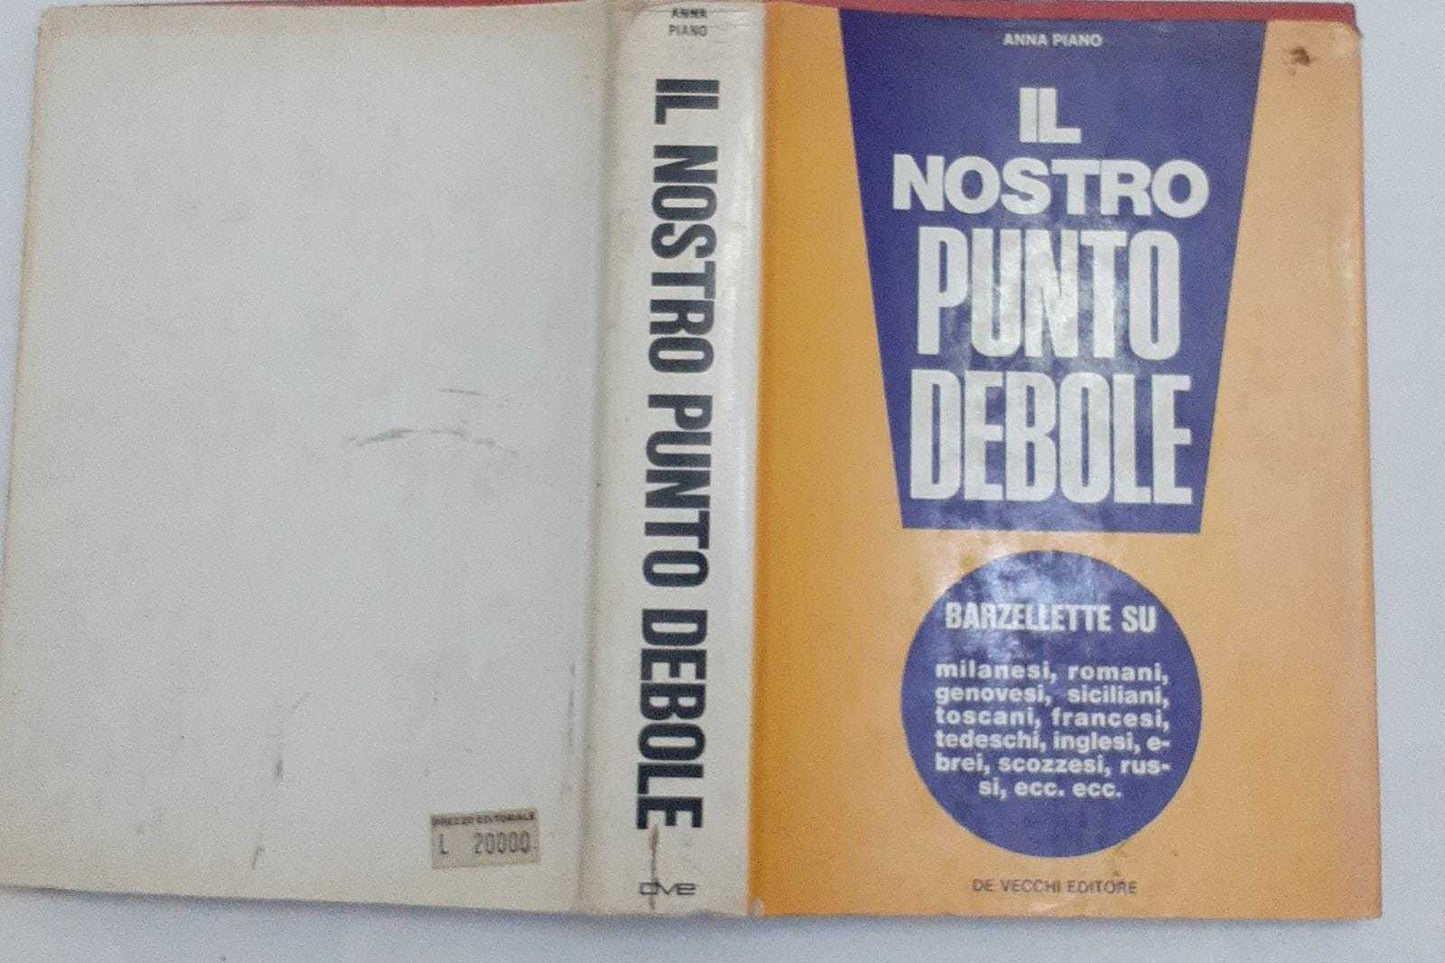 PREZZO EDITORIALE
L 20000
ANNA
PIANO
IL NOSTRO PUNTO DEBOLE
dve
ANNA PIANO
IL
NOSTRO
PUNTO
DEBOLE
BARZELLETTE SU
milanesi, romani,
genovesi, siciliani,
toscani, francesi,
tedeschi, inglesi, e-
brei, scozzesi, rus-
si, ecc. ecc.
DE VECCHI EDITORE